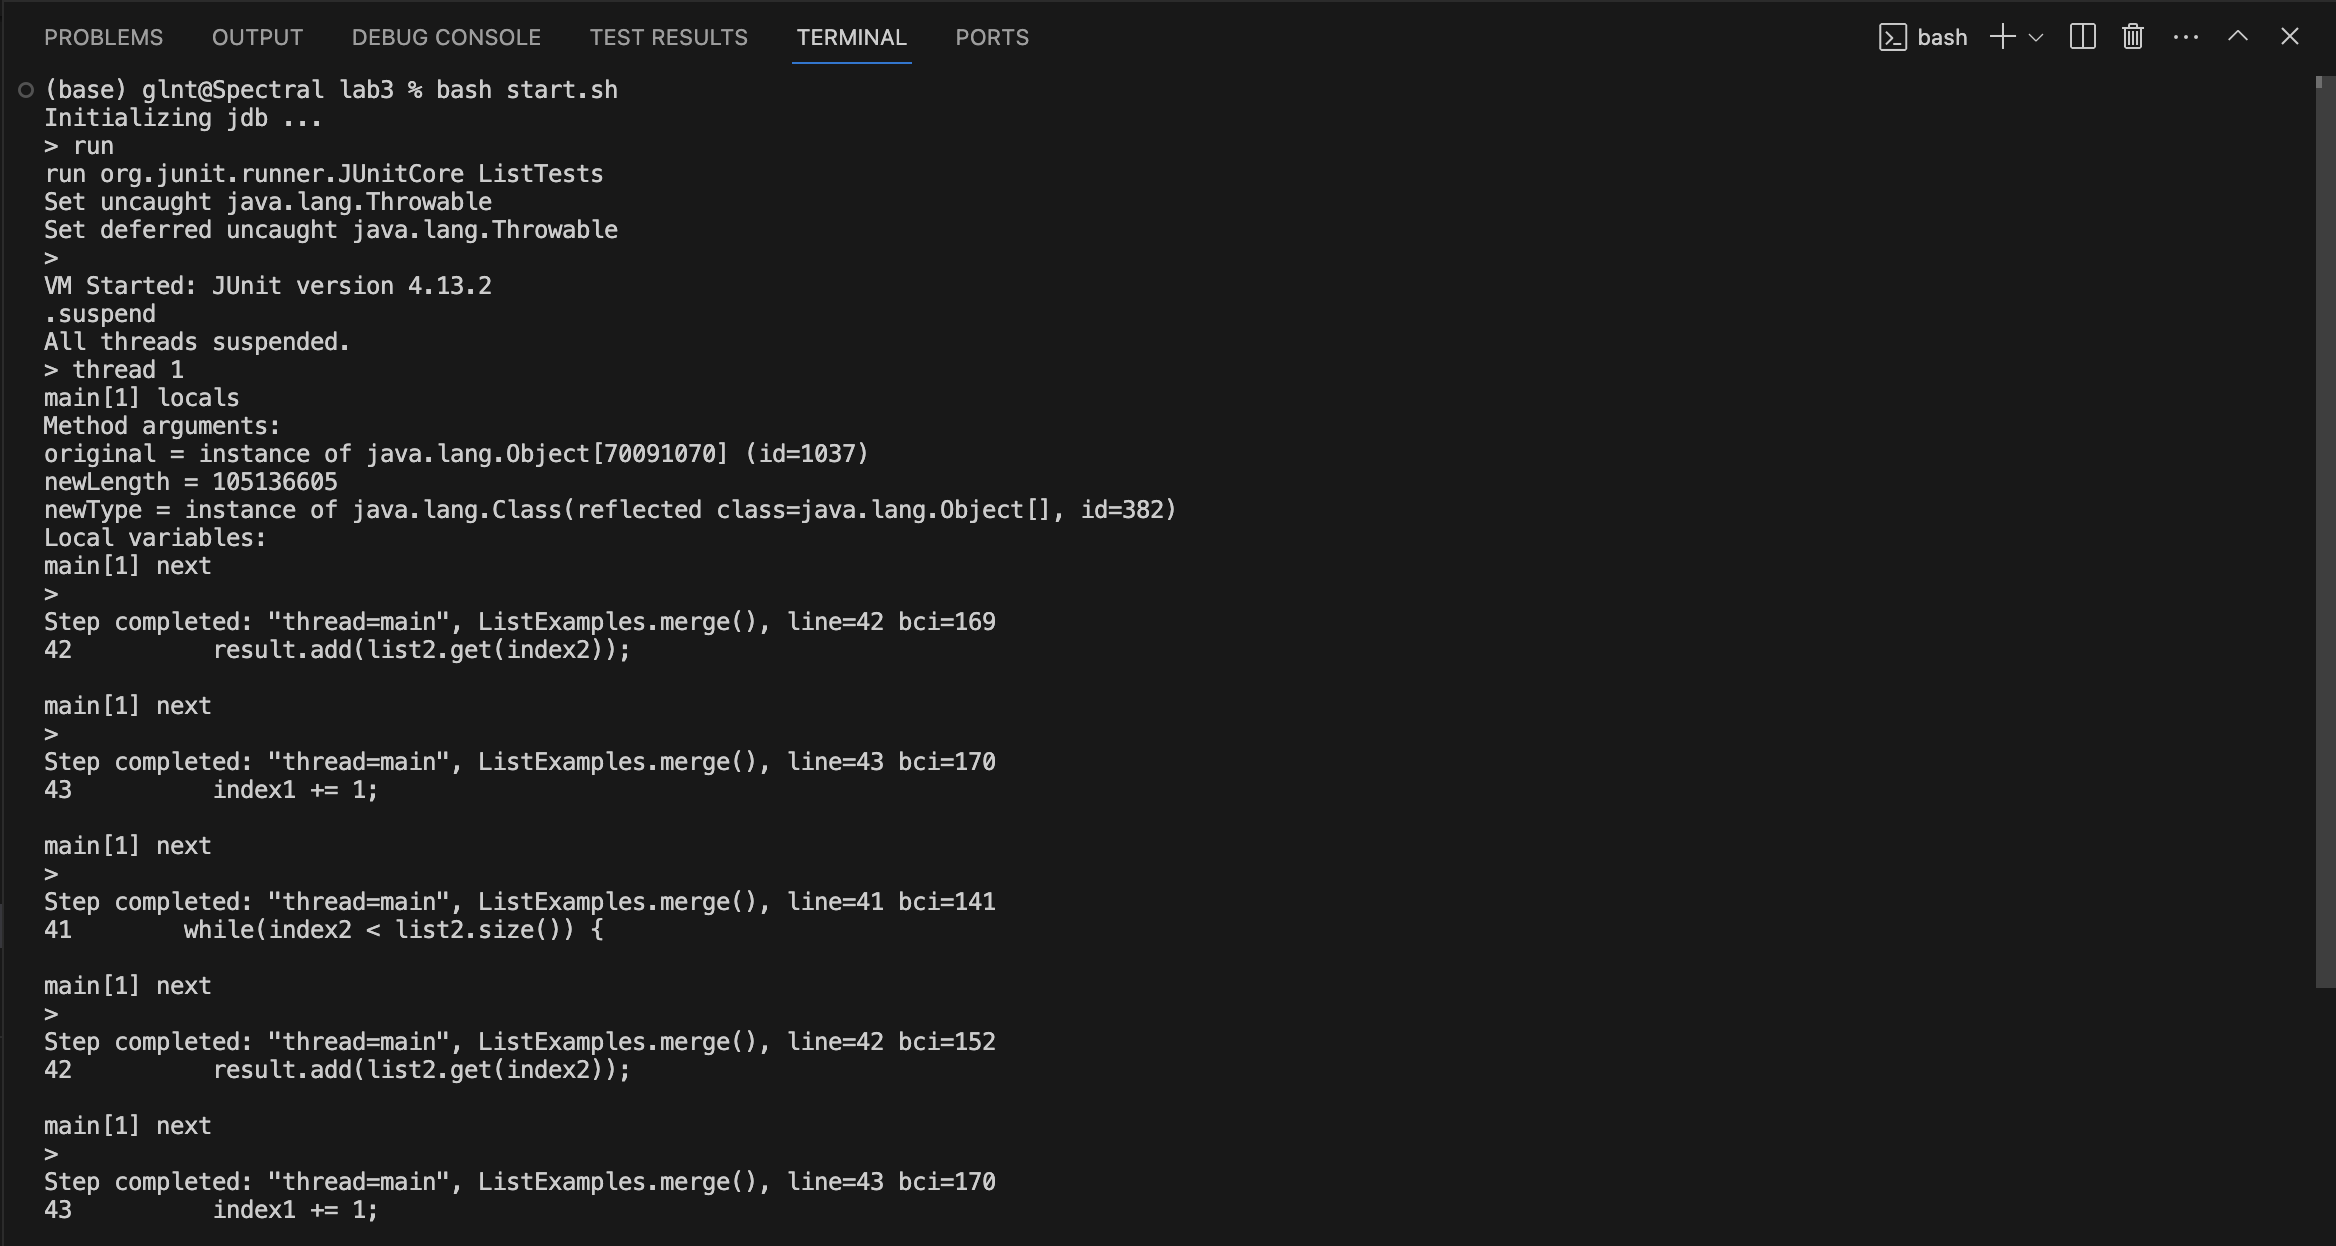 PROBLEMS OUTPUT DEBUG CONSOLE TEST RESULTS TERMINAL PORTS bash
(base) glnt@Spectral lab3 % bash start.sh
Initializing jdb ...
> run
run org.junit.runner.JUnitCore ListTests
Set uncaught java.lang.Throwable
Set deferred uncaught java.lang.Throwable
>
VM Started: JUnit version 4.13.2
.suspend
All threads suspended.
> thread 1
main[1] locals
Method arguments:
original = instance of java.lang.Object[70091070] (id=1037)
newLength = 105136605
newType = instance of java.lang.Class(reflected class=java.lang.Object[], id=382)
Local variables:
main[1] next
>
Step completed: "thread=main", ListExamples.merge(), line=42 bci=169
42          result.add(list2.get(index2));
main[1] next
>
Step completed: "thread=main", ListExamples.merge(), line=43 bci=170
43          index1 += 1;
main[1] next
>
Step completed: "thread=main", ListExamples.merge(), line=41 bci=141
41        while(index2 < list2.size()) {
main[1] next
>
Step completed: "thread=main", ListExamples.merge(), line=42 bci=152
42          result.add(list2.get(index2));
main[1] next
>
Step completed: "thread=main", ListExamples.merge(), line=43 bci=170
43          index1 += 1;